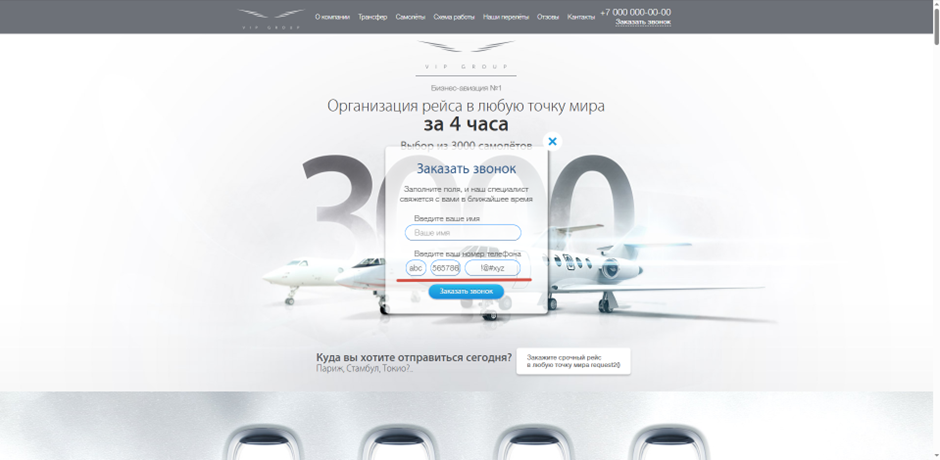 О компании Трансфер Самолёты Схема работы Наши перелёты Отзывы Контакты +7 000 000-00-00
Заказать звонок
VIP GROUP
VIP GROUP
Бизнес-авиация №1
Организация рейса в любую точку мира
за 4 часа
Выбор из 3000 самолётов
3000
Заказать звонок
Заполните поля, и наш специалист
свяжется с вами в ближайшее время
Введите ваше имя
Ваше имя
Введите ваш номер телефона
abc 565786 !@#xyz
Заказать звонок
Куда вы хотите отправиться сегодня?
Париж, Стамбул, Токио?..
Закажите срочный рейс
в любую точку мира request2@